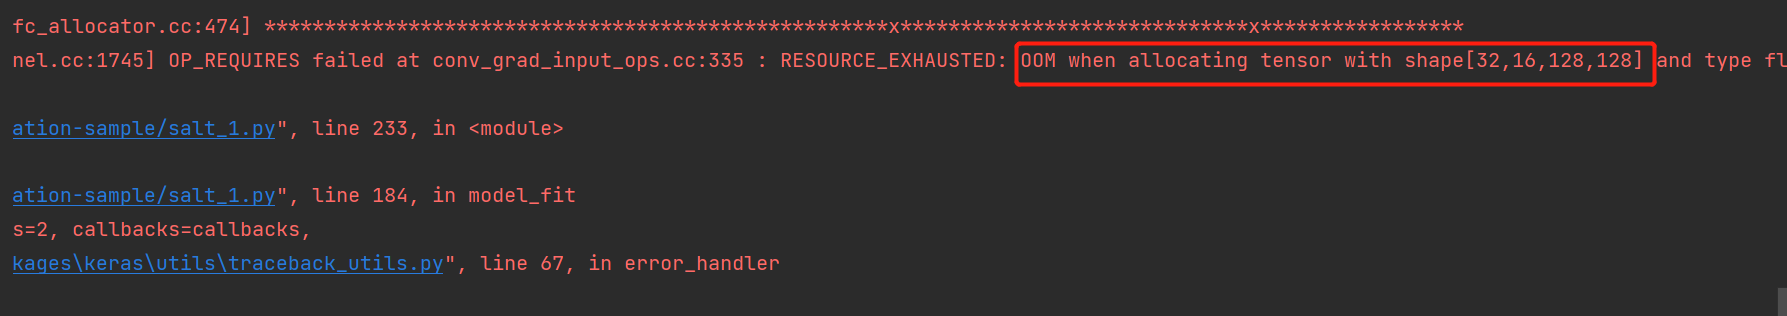 fc_allocator.cc:474] ****************************************************x*****************************x*****************
nel.cc:1745] OP_REQUIRES failed at conv_grad_input_ops.cc:335 : RESOURCE_EXHAUSTED: OOM when allocating tensor with shape[32,16,128,128] and type fl
ation-sample/salt_1.py", line 233, in <module>
ation-sample/salt_1.py", line 184, in model_fit
s=2, callbacks=callbacks,
kages\keras\utils\traceback_utils.py", line 67, in error_handler